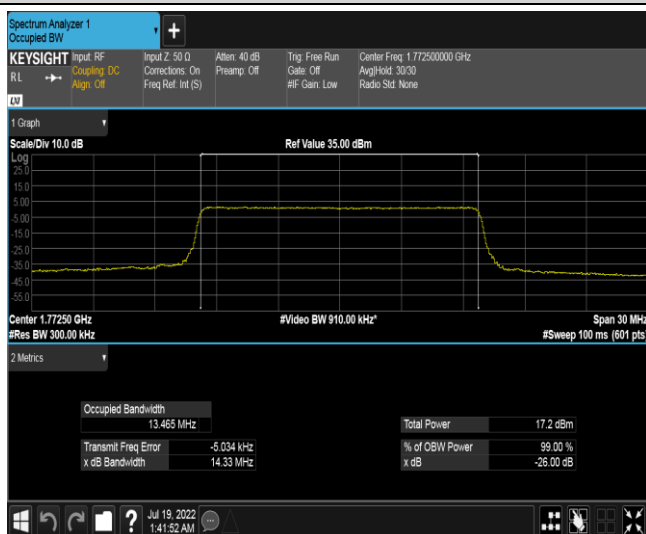 Spectrum Analyzer 1
Occupied BW
+
KEYSIGHT Input: RF Input Z: 50 Ω Atten: 40 dB Trig: Free Run Center Freq: 1.772500000 GHz
R L Coupling: DC Corrections: On Preamp: Off Gate: Off Avg|Hold: 30/30
Align: Off Freq Ref: Int (S) #IF Gain: Low Radio Std: None
LXI
1 Graph
Scale/Div 10.0 dB Ref Value 35.00 dBm
Log
25.0
15.0
5.00
-5.00
-15.0
-25.0
-35.0
-45.0
-55.0
Center 1.77250 GHz #Video BW 910.00 kHz* Span 30 MHz
#Res BW 300.00 kHz #Sweep 100 ms (601 pts)
2 Metrics
Occupied Bandwidth
13.465 MHz Total Power 17.2 dBm
Transmit Freq Error -5.034 kHz % of OBW Power 99.00 %
x dB Bandwidth 14.33 MHz x dB -26.00 dB
? Jul 19, 2022
1:41:52 AM